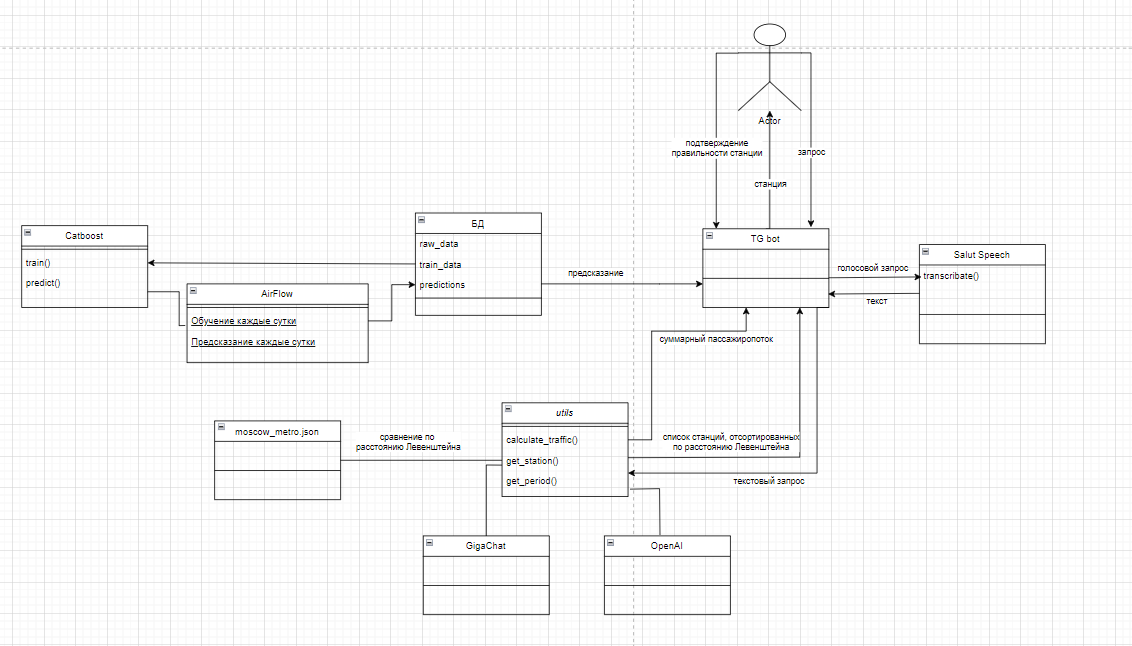 Actor
подтверждение
правильности станции
запрос
станция
Catboost
train()
predict()
AirFlow
Обучение каждые сутки
Предсказание каждые сутки
БД
raw_data
train_data
predictions
предсказание
TG bot
голосовой запрос
текст
Salut Speech
transcribate()
суммарный пассажиропоток
utils
calculate_traffic()
get_station()
get_period()
список станций, отсортированных
по расстоянию Левенштейна
текстовый запрос
moscow_metro.json
сравнение по
расстоянию Левенштейна
GigaChat
OpenAI